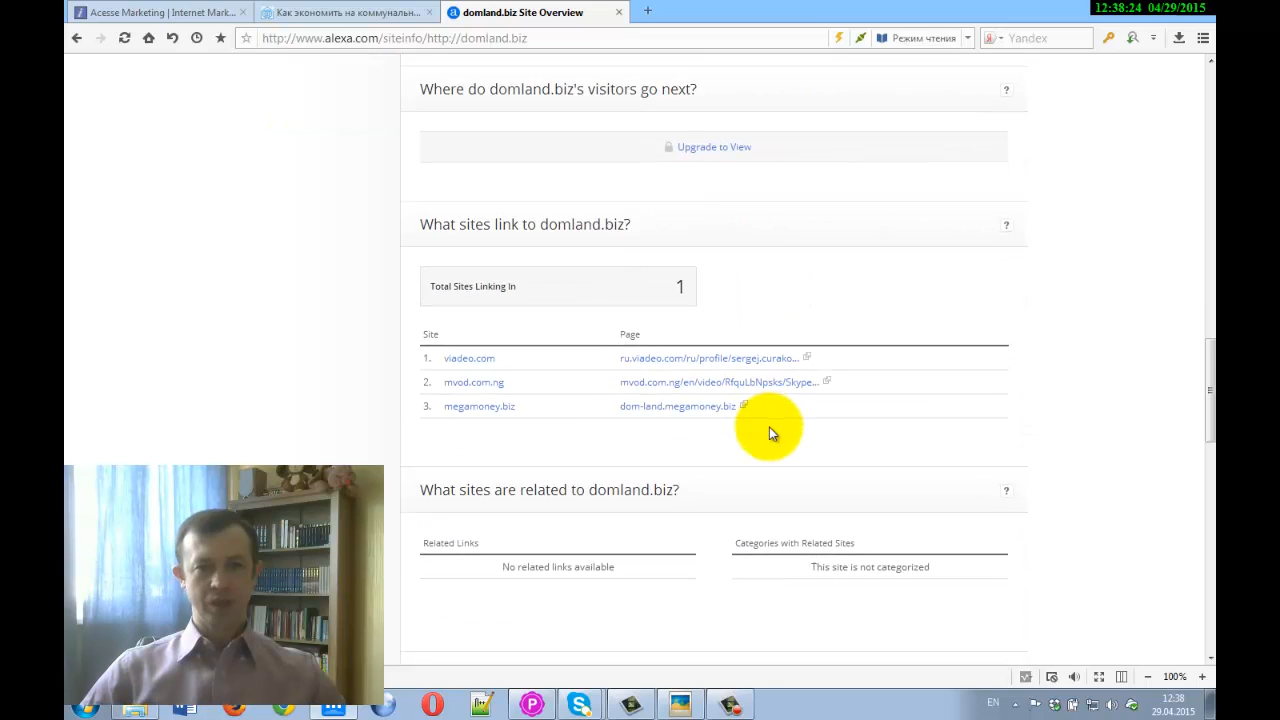 12:38:24 04/29/2015
Acesse Marketing | Internet Mark...
Как экономить на коммунальн...
domland.biz Site Overview
http://www.alexa.com/siteinfo/http://domland.biz
Режим чтения
Yandex
Where do domland.biz's visitors go next?
?
Upgrade to View
What sites link to domland.biz?
?
Total Sites Linking In 1
Site Page
1. viadeo.com ru.viadeo.com/ru/profile/sergej.curako...
2. mvod.com.ng mvod.com.ng/en/video/RfquLbNpsks/Skype...
3. megamoney.biz dom-land.megamoney.biz
What sites are related to domland.biz?
?
Related Links Categories with Related Sites
No related links available This site is not categorized
100%
EN 12:38
29.04.2015